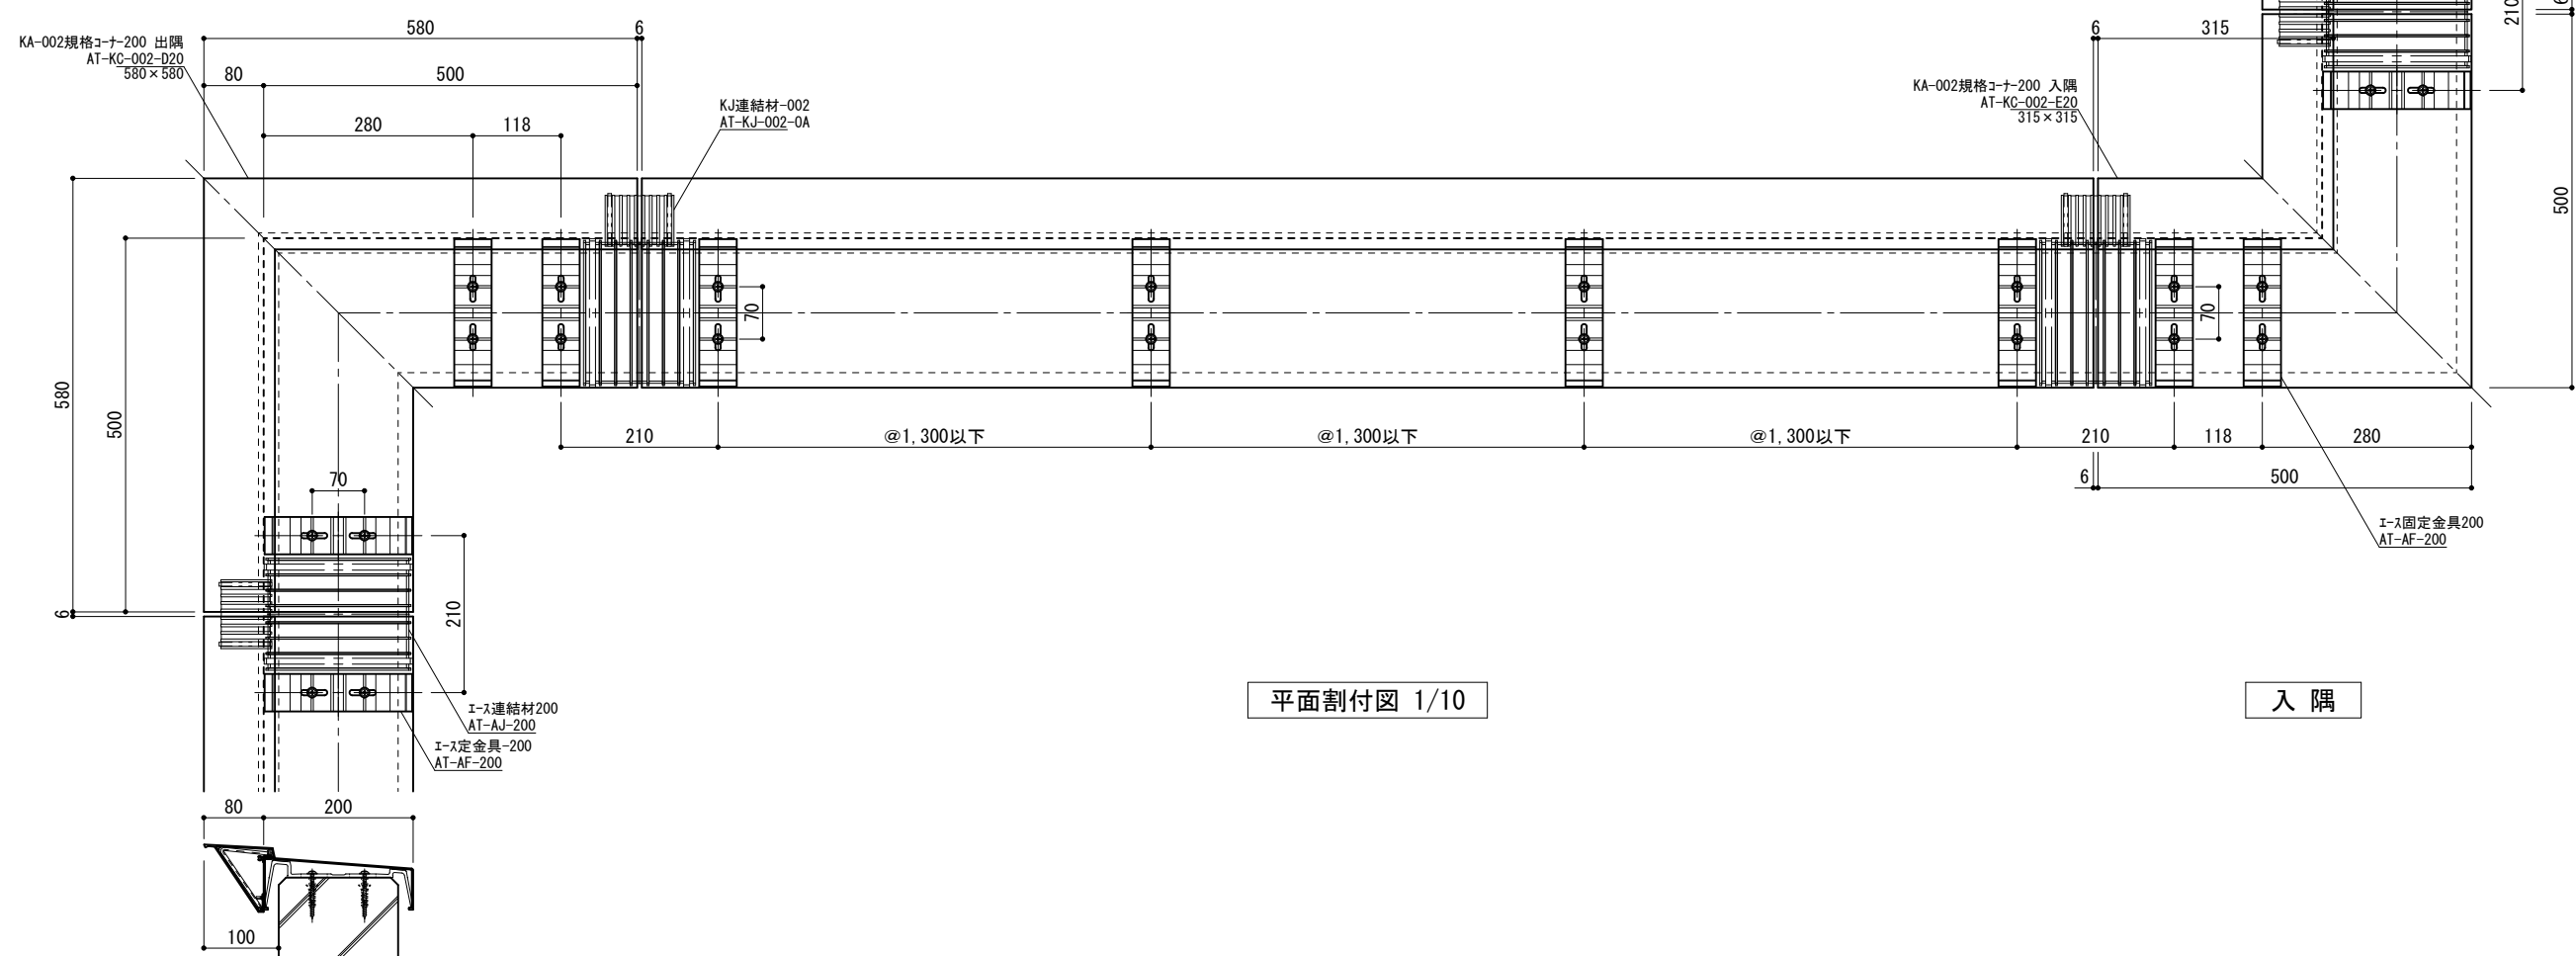 580
6
6
315
210
6
KA-002規格ｺｰﾅｰ200 出隅
AT-KC-002-D20
580×580
80
500
KA-002規格ｺｰﾅｰ200 入隅
AT-KC-002-E20
315×315
KJ連結材-002
AT-KJ-002-0A
280
118
500
70
70
580
500
210
@1,300以下
@1,300以下
@1,300以下
210
118
280
6
500
70
ｴｰｽ固定金具200
AT-AF-200
6
210
ｴｰｽ連結材200
AT-AJ-200
ｴｰｽ定金具-200
AT-AF-200
平面割付図 1/10
入 隅
80
200
100